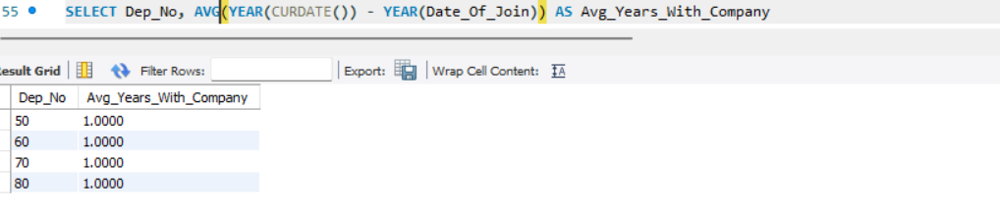 55 SELECT Dep_No, AVG(YEAR(CURDATE()) - YEAR(Date_Of_Join)) AS Avg_Years_With_Company
esult Grid Filter Rows: Export: Wrap Cell Content: IA
Dep_No Avg_Years_With_Company
50 1.0000
60 1.0000
70 1.0000
80 1.0000